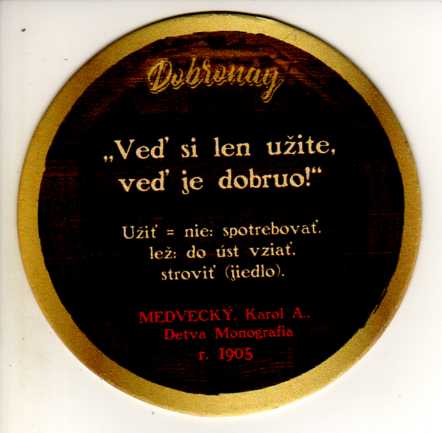 Dobronág
„Veď si len užite,
veď je dobruo!“
Užiť = nie: spotrebovať.
lež: do úst vziať.
stroviť (jiedlo).
MEDVECKÝ, Karol A.,
Detva Monografia
r. 1905